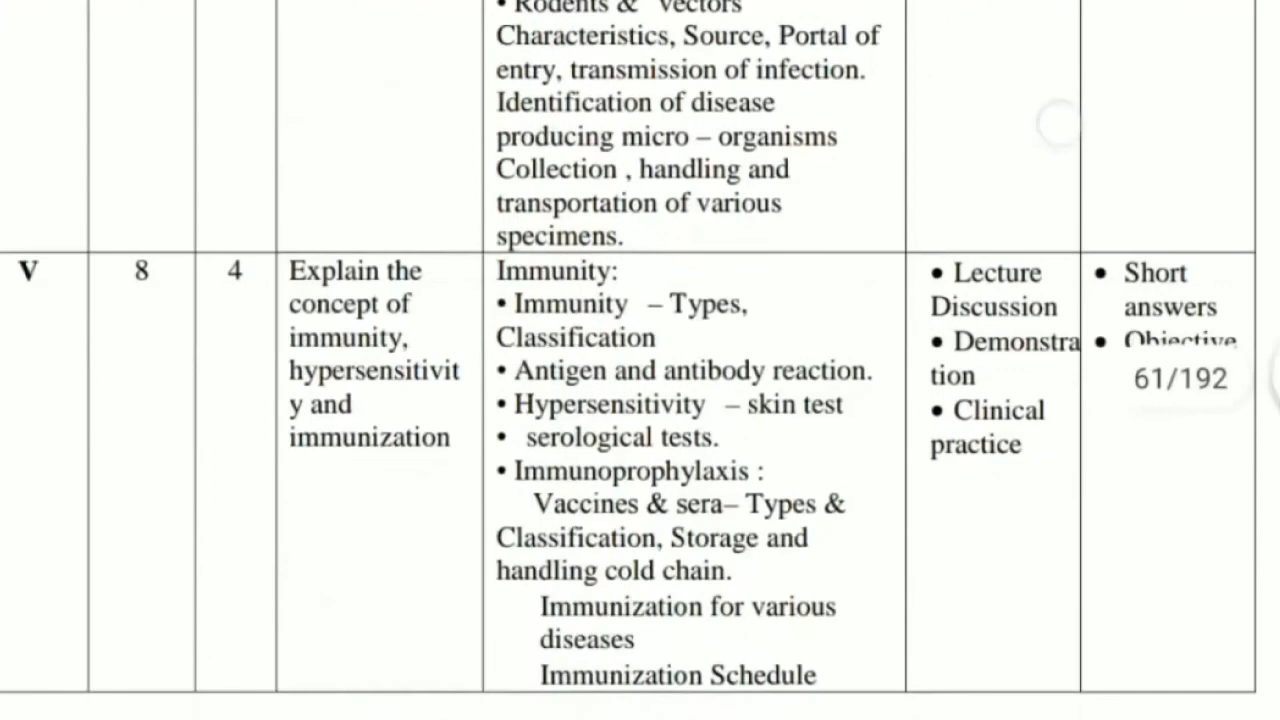 • Rodents & vectors
Characteristics, Source, Portal of
entry, transmission of infection.
Identification of disease
producing micro – organisms
Collection , handling and
transportation of various
specimens.
V
8
4
Explain the
concept of
immunity,
hypersensitivit
y and
immunization
Immunity:
• Immunity – Types,
Classification
• Antigen and antibody reaction.
• Hypersensitivity – skin test
• serological tests.
• Immunoprophylaxis :
Vaccines & sera– Types &
Classification, Storage and
handling cold chain.
Immunization for various
diseases
Immunization Schedule
• Lecture
Discussion
• Demonstra
tion
• Clinical
practice
• Short
answers
• Objective
61/192